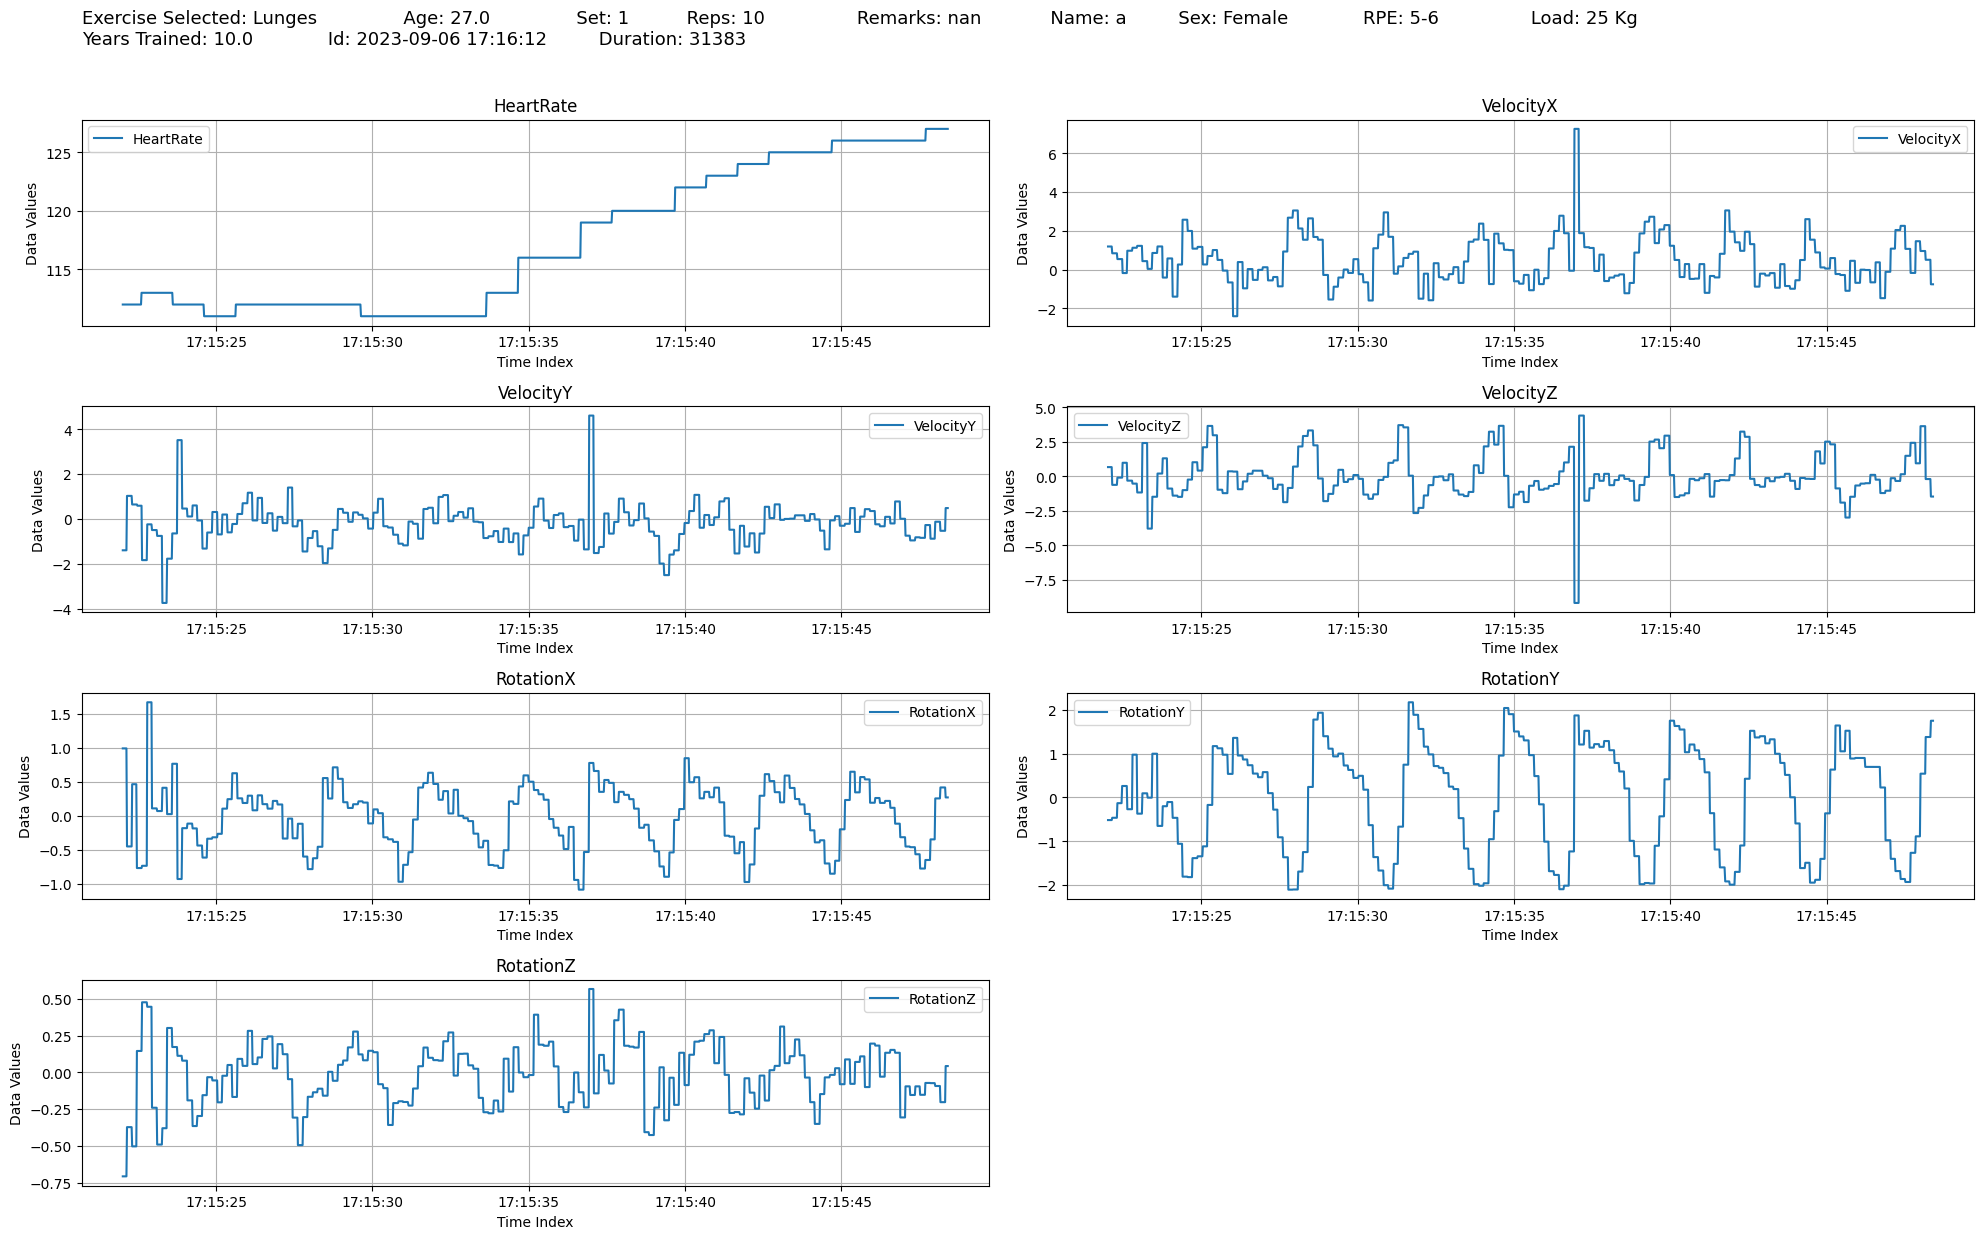 Exercise Selected: Lunges Age: 27.0 Set: 1 Reps: 10 Remarks: nan Name: a Sex: Female RPE: 5-6 Load: 25 Kg
Years Trained: 10.0 Id: 2023-09-06 17:16:12 Duration: 31383
HeartRate
HeartRate
Data Values
125
120
115
17:15:25 17:15:30 17:15:35 17:15:40 17:15:45
Time Index
VelocityX
VelocityX
Data Values
6
4
2
0
−2
17:15:25 17:15:30 17:15:35 17:15:40 17:15:45
Time Index
VelocityY
VelocityY
Data Values
4
2
0
−2
−4
17:15:25 17:15:30 17:15:35 17:15:40 17:15:45
Time Index
VelocityZ
VelocityZ
Data Values
5.0
2.5
0.0
−2.5
−5.0
−7.5
17:15:25 17:15:30 17:15:35 17:15:40 17:15:45
Time Index
RotationX
RotationX
Data Values
1.5
1.0
0.5
0.0
−0.5
−1.0
17:15:25 17:15:30 17:15:35 17:15:40 17:15:45
Time Index
RotationY
RotationY
Data Values
2
1
0
−1
−2
17:15:25 17:15:30 17:15:35 17:15:40 17:15:45
Time Index
RotationZ
RotationZ
Data Values
0.50
0.25
0.00
−0.25
−0.50
−0.75
17:15:25 17:15:30 17:15:35 17:15:40 17:15:45
Time Index